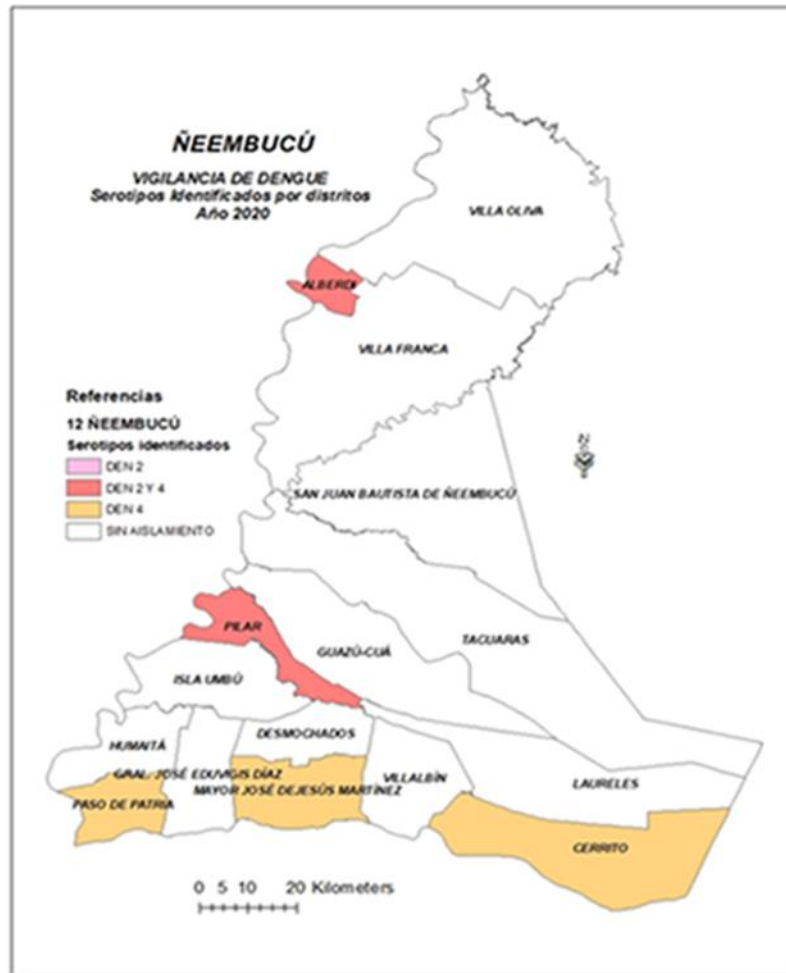 ÑEEMBUCÚ
VIGILANCIA DE DENGUE
Serotipos Identificados por distritos
Año 2020
VILLA OLIVA
ALBERDI
VILLA FRANCA
Referencias
12 ÑEEMBUCÚ
Serotipos identificados
DEN 2
DEN 2 Y 4
DEN 4
SIN AISLAMIENTO
N
SAN JUAN BAUTISTA DE ÑEEMBUCÚ
PILAR
GUAZÚ-CUÁ
TACUARAS
ISLA UMBÚ
DESMOCHADOS
HUMAITÁ
GRAL. JOSÉ EDUVIGIS DÍAZ
VILLALBÍN
LAURELES
PASO DE PATRIA
MAYOR JOSÉ DEJESÚS MARTÍNEZ
CERRITO
0 5 10 20 Kilometers